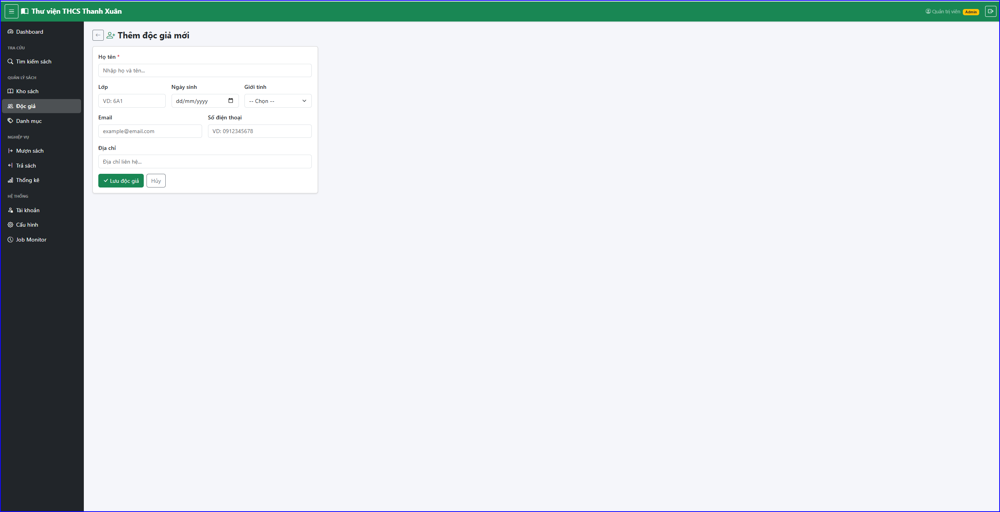 Thư viện THCS Thanh Xuân
Quản trị viên Admin
Dashboard
TRA CỨU
Tìm kiếm sách
QUẢN LÝ SÁCH
Kho sách
Độc giả
Danh mục
NGHIỆP VỤ
Mượn sách
Trả sách
Thống kê
HỆ THỐNG
Tài khoản
Cấu hình
Job Monitor
Thêm độc giả mới
Họ tên *
Nhập họ và tên...
Lớp Ngày sinh Giới tính
VD: 6A1 dd/mm/yyyy -- Chọn --
Email Số điện thoại
example@email.com VD: 0912345678
Địa chỉ
Địa chỉ liên hệ...
Lưu độc giả Hủy